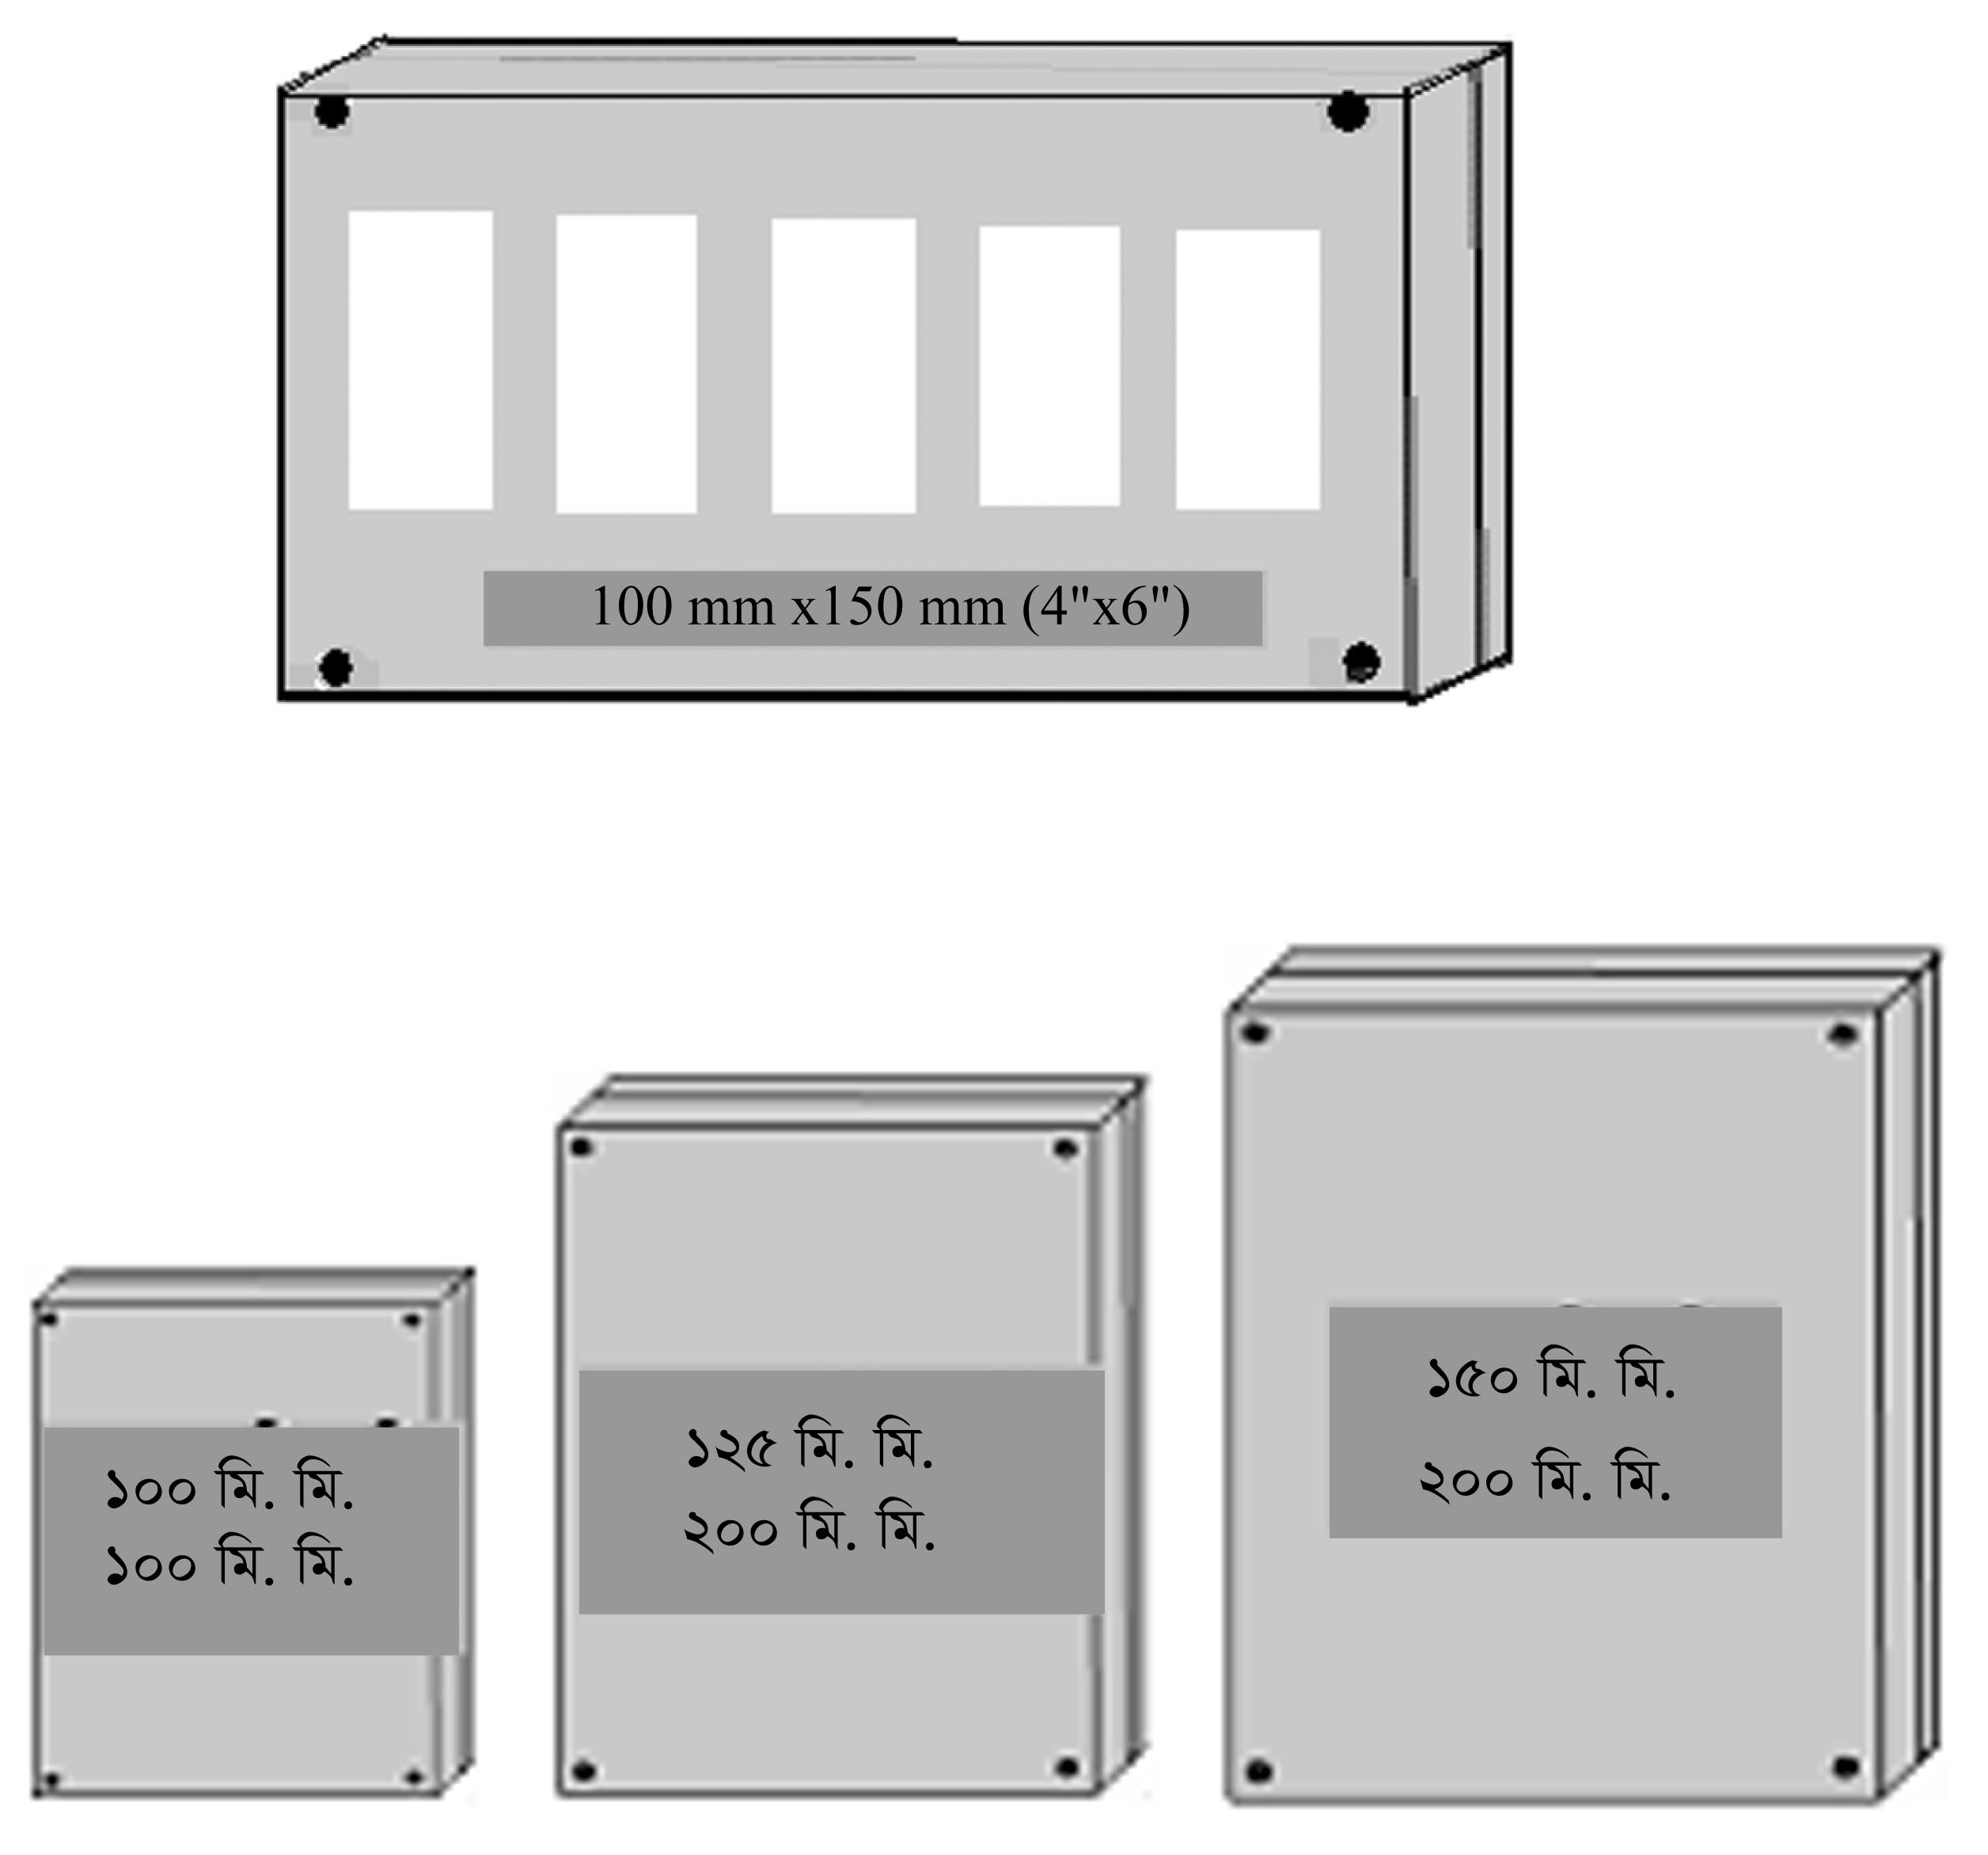 100 mm x150 mm (4"x6")
১০০ মি. মি.
১০০ মি. মি.
১২৫ মি. মি.
২০০ মি. মি.
১৫০ মি. মি.
২০০ মি. মি.